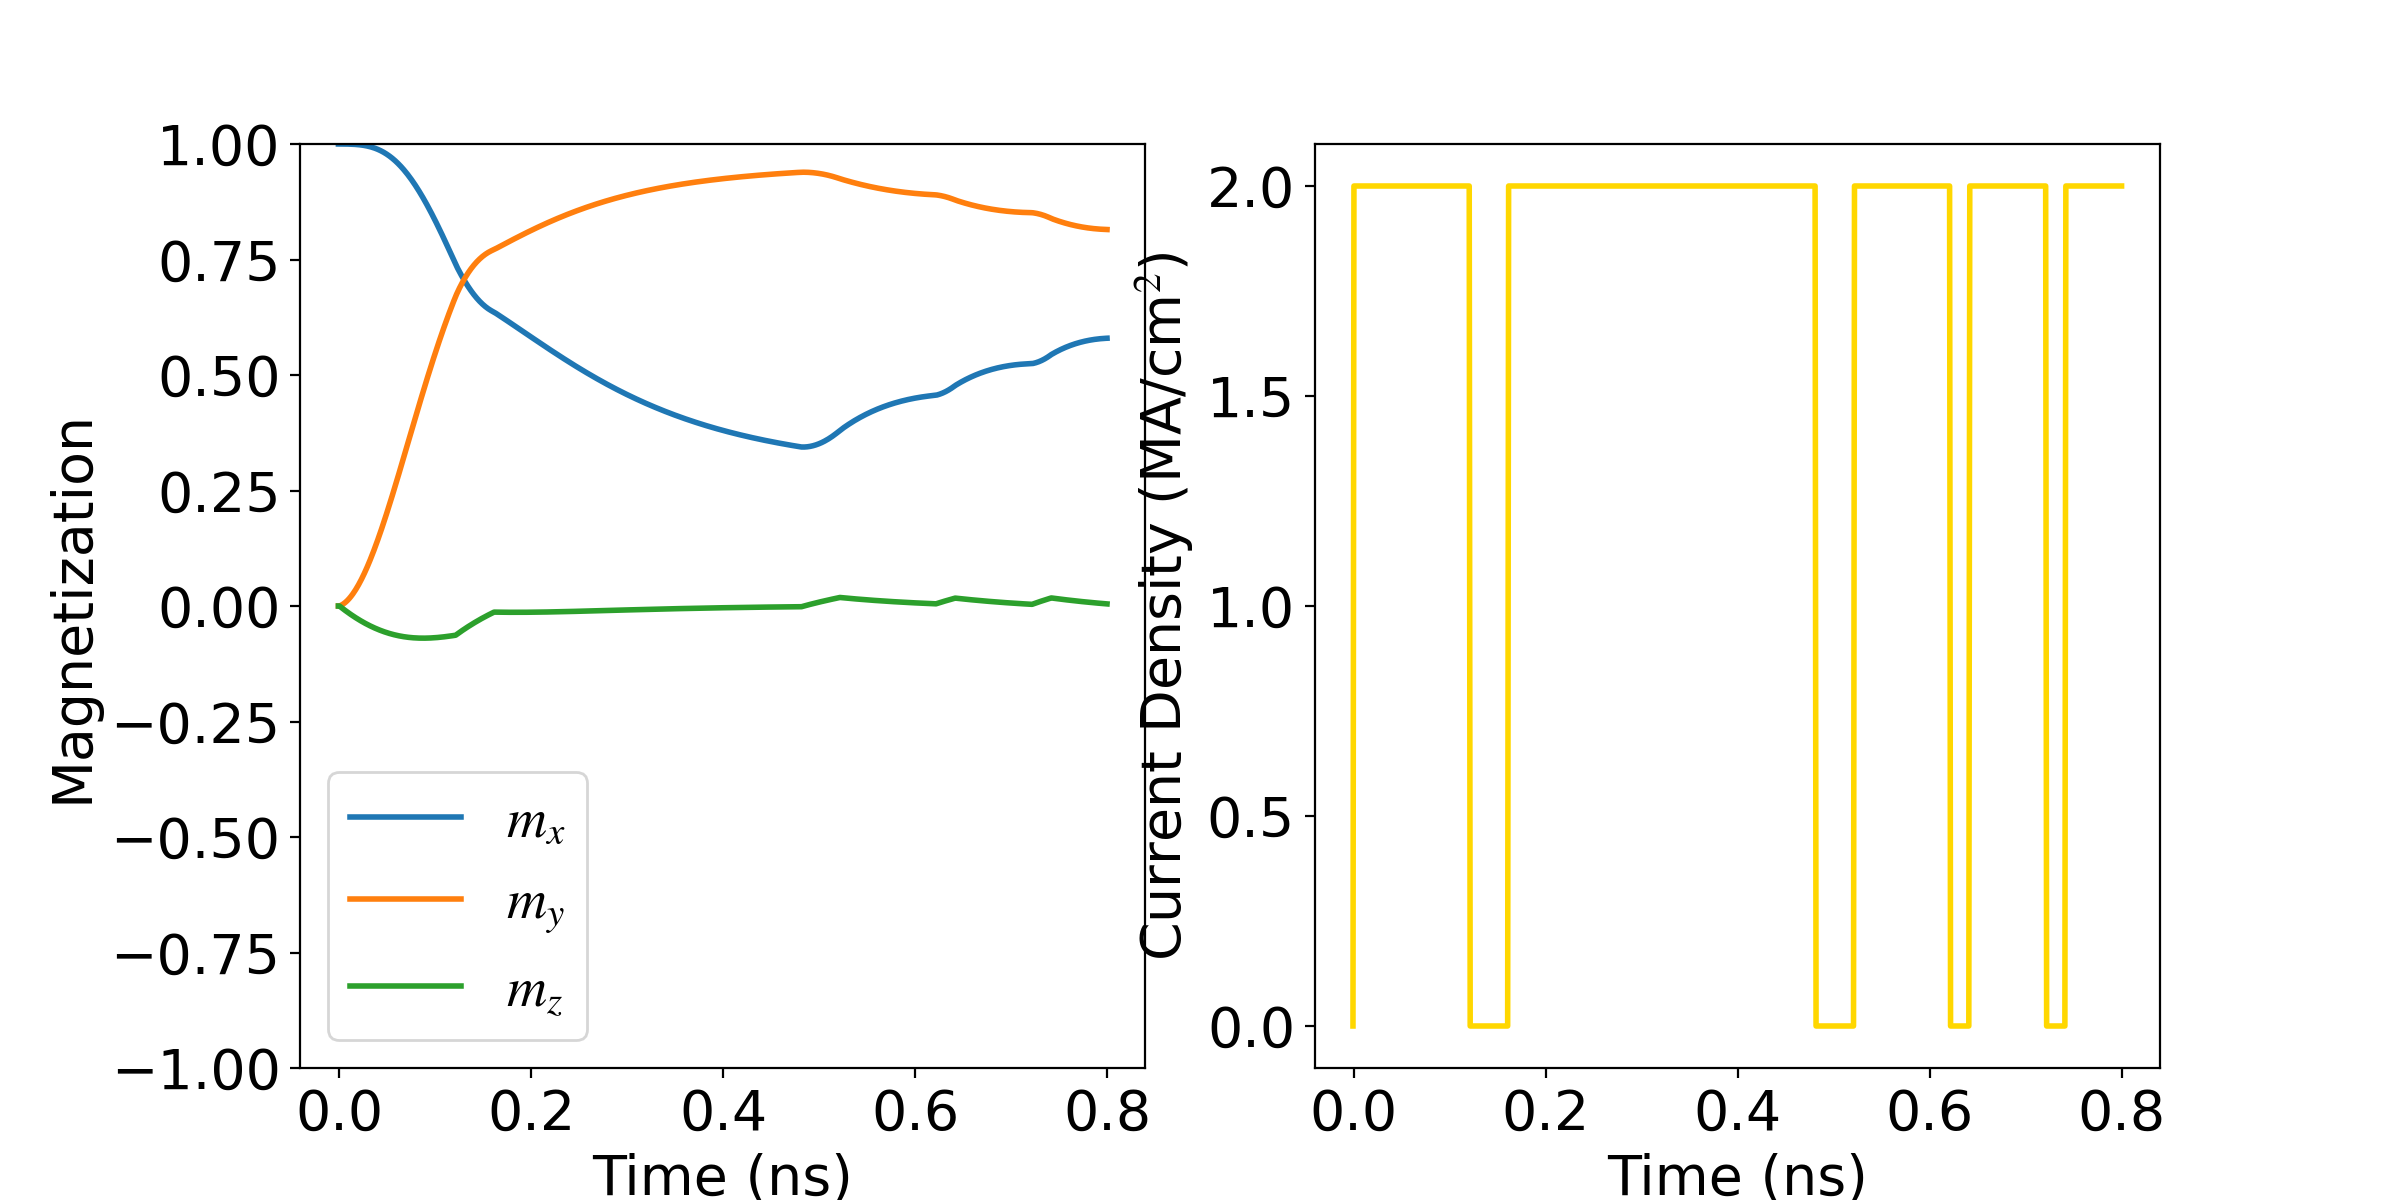 Magnetization
1.00
0.75
0.50
0.25
0.00
−0.25
−0.50
−0.75
−1.00
m_x
m_y
m_z
0.0 0.2 0.4 0.6 0.8
Time (ns)
Current Density (MA/cm²)
2.0
1.5
1.0
0.5
0.0
0.0 0.2 0.4 0.6 0.8
Time (ns)